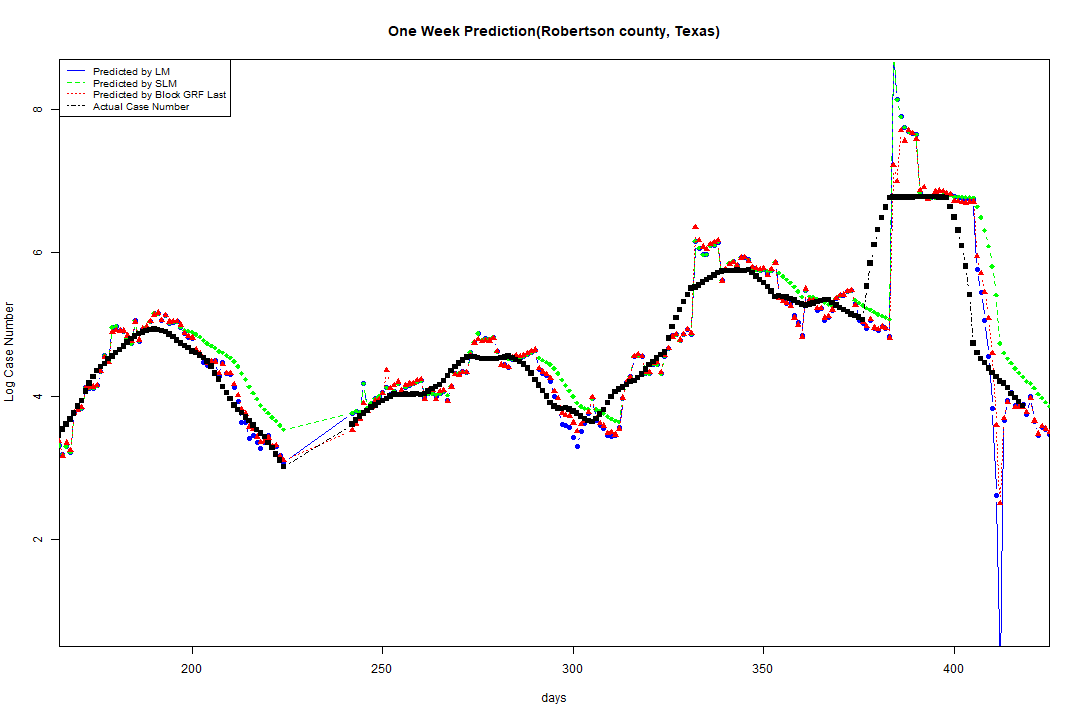 One Week Prediction(Robertson county, Texas)
Predicted by LM
Predicted by SLM
Predicted by Block GRF Last
Actual Case Number
Log Case Number
8
6
4
2
200 250 300 350 400
days